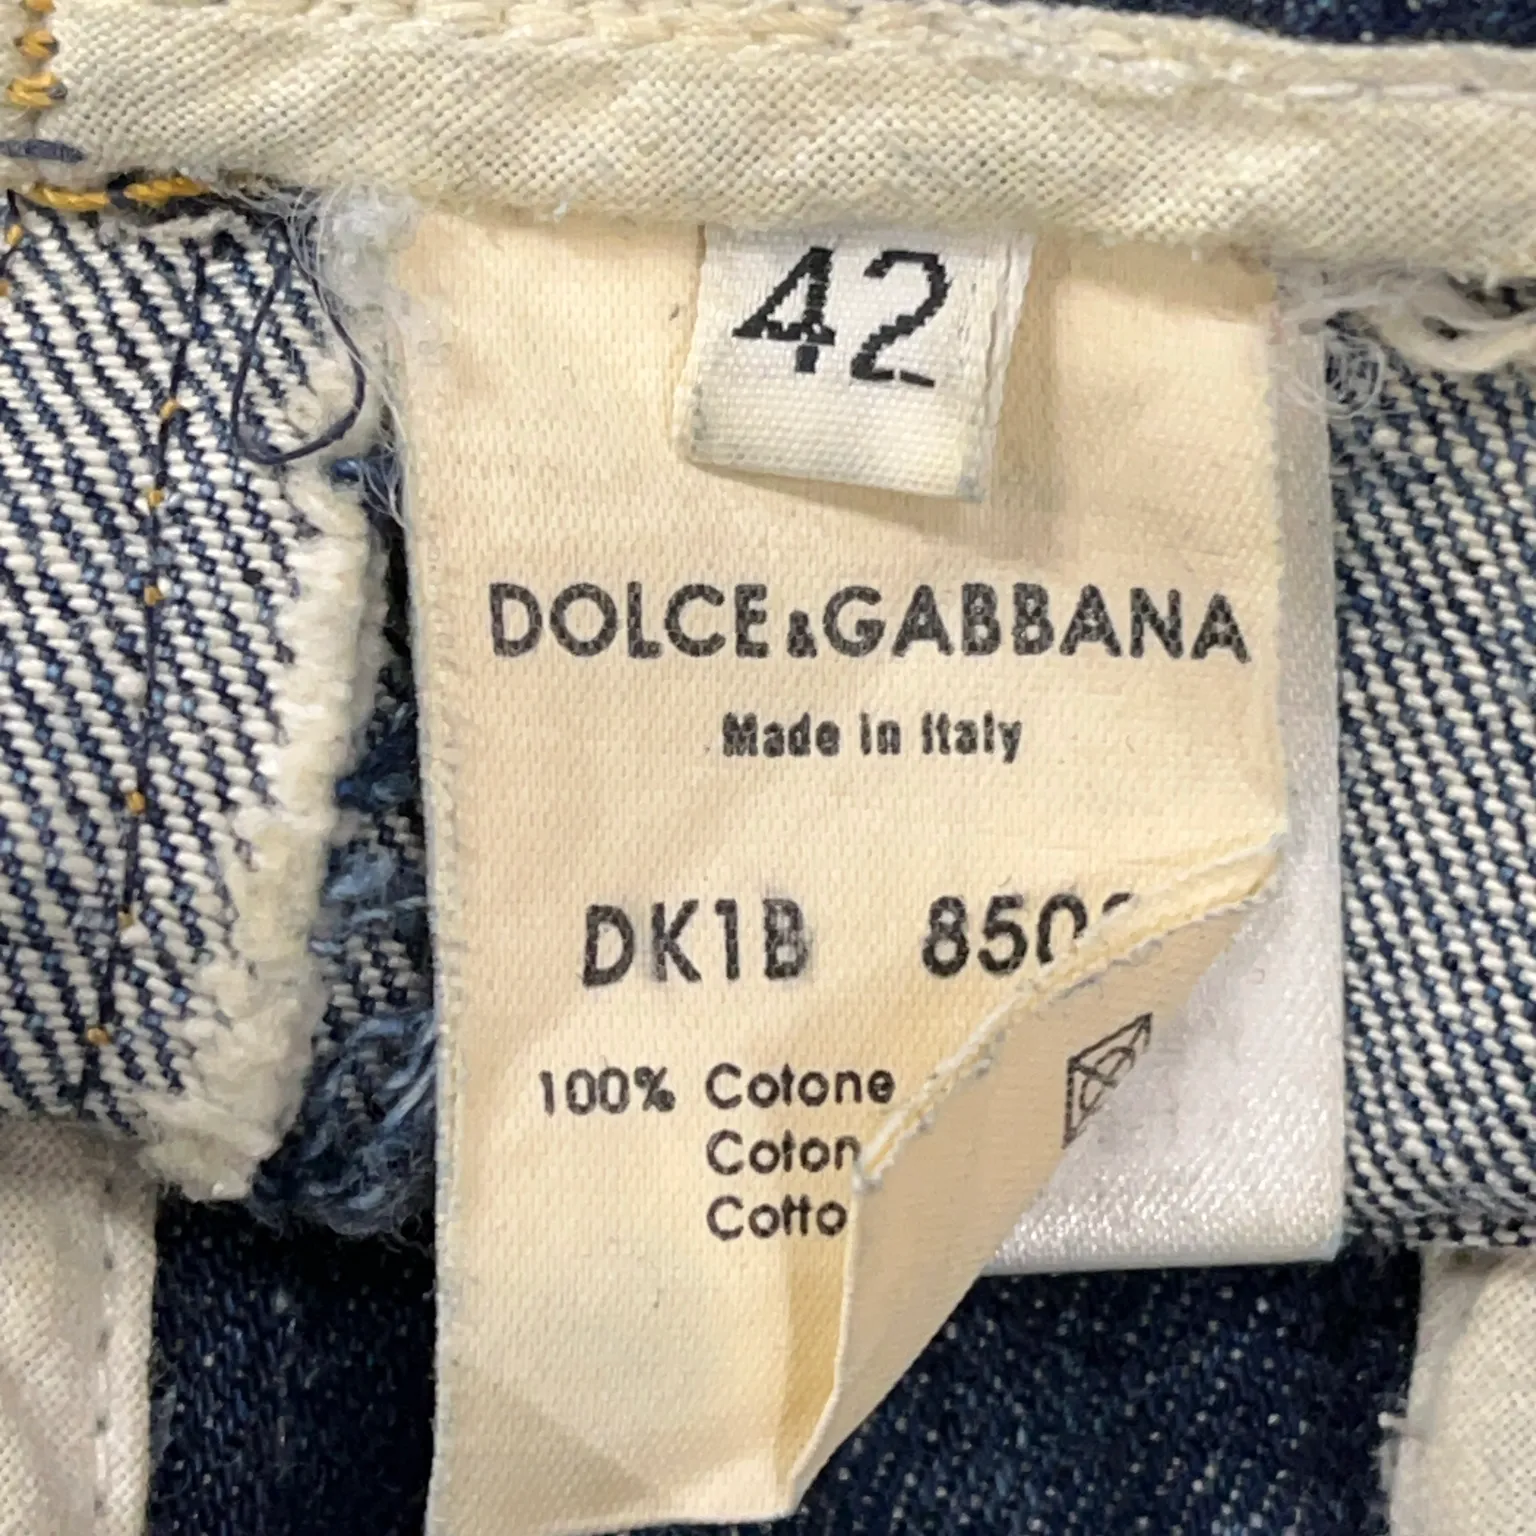 42
DOLCE & GABBANA
Made in Italy
DK1B 850
100% Cotone
Coton
Cotto